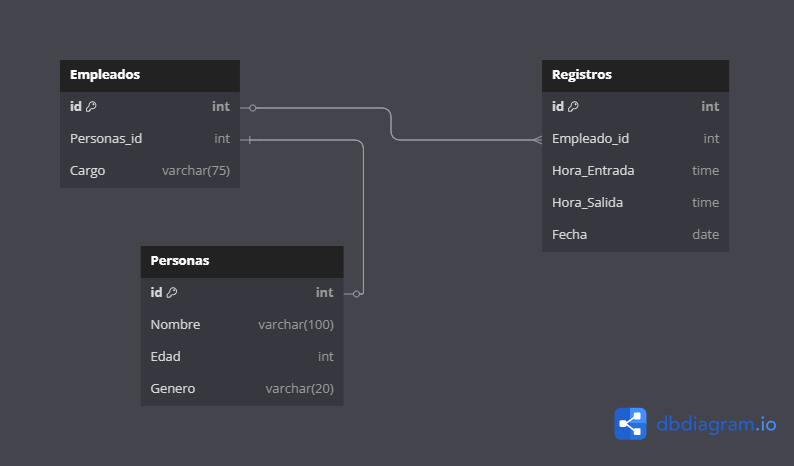 Empleados
id int
Personas_id int
Cargo varchar(75)
Registros
id int
Empleado_id int
Hora_Entrada time
Hora_Salida time
Fecha date
Personas
id int
Nombre varchar(100)
Edad int
Genero varchar(20)
dbdiagram.io